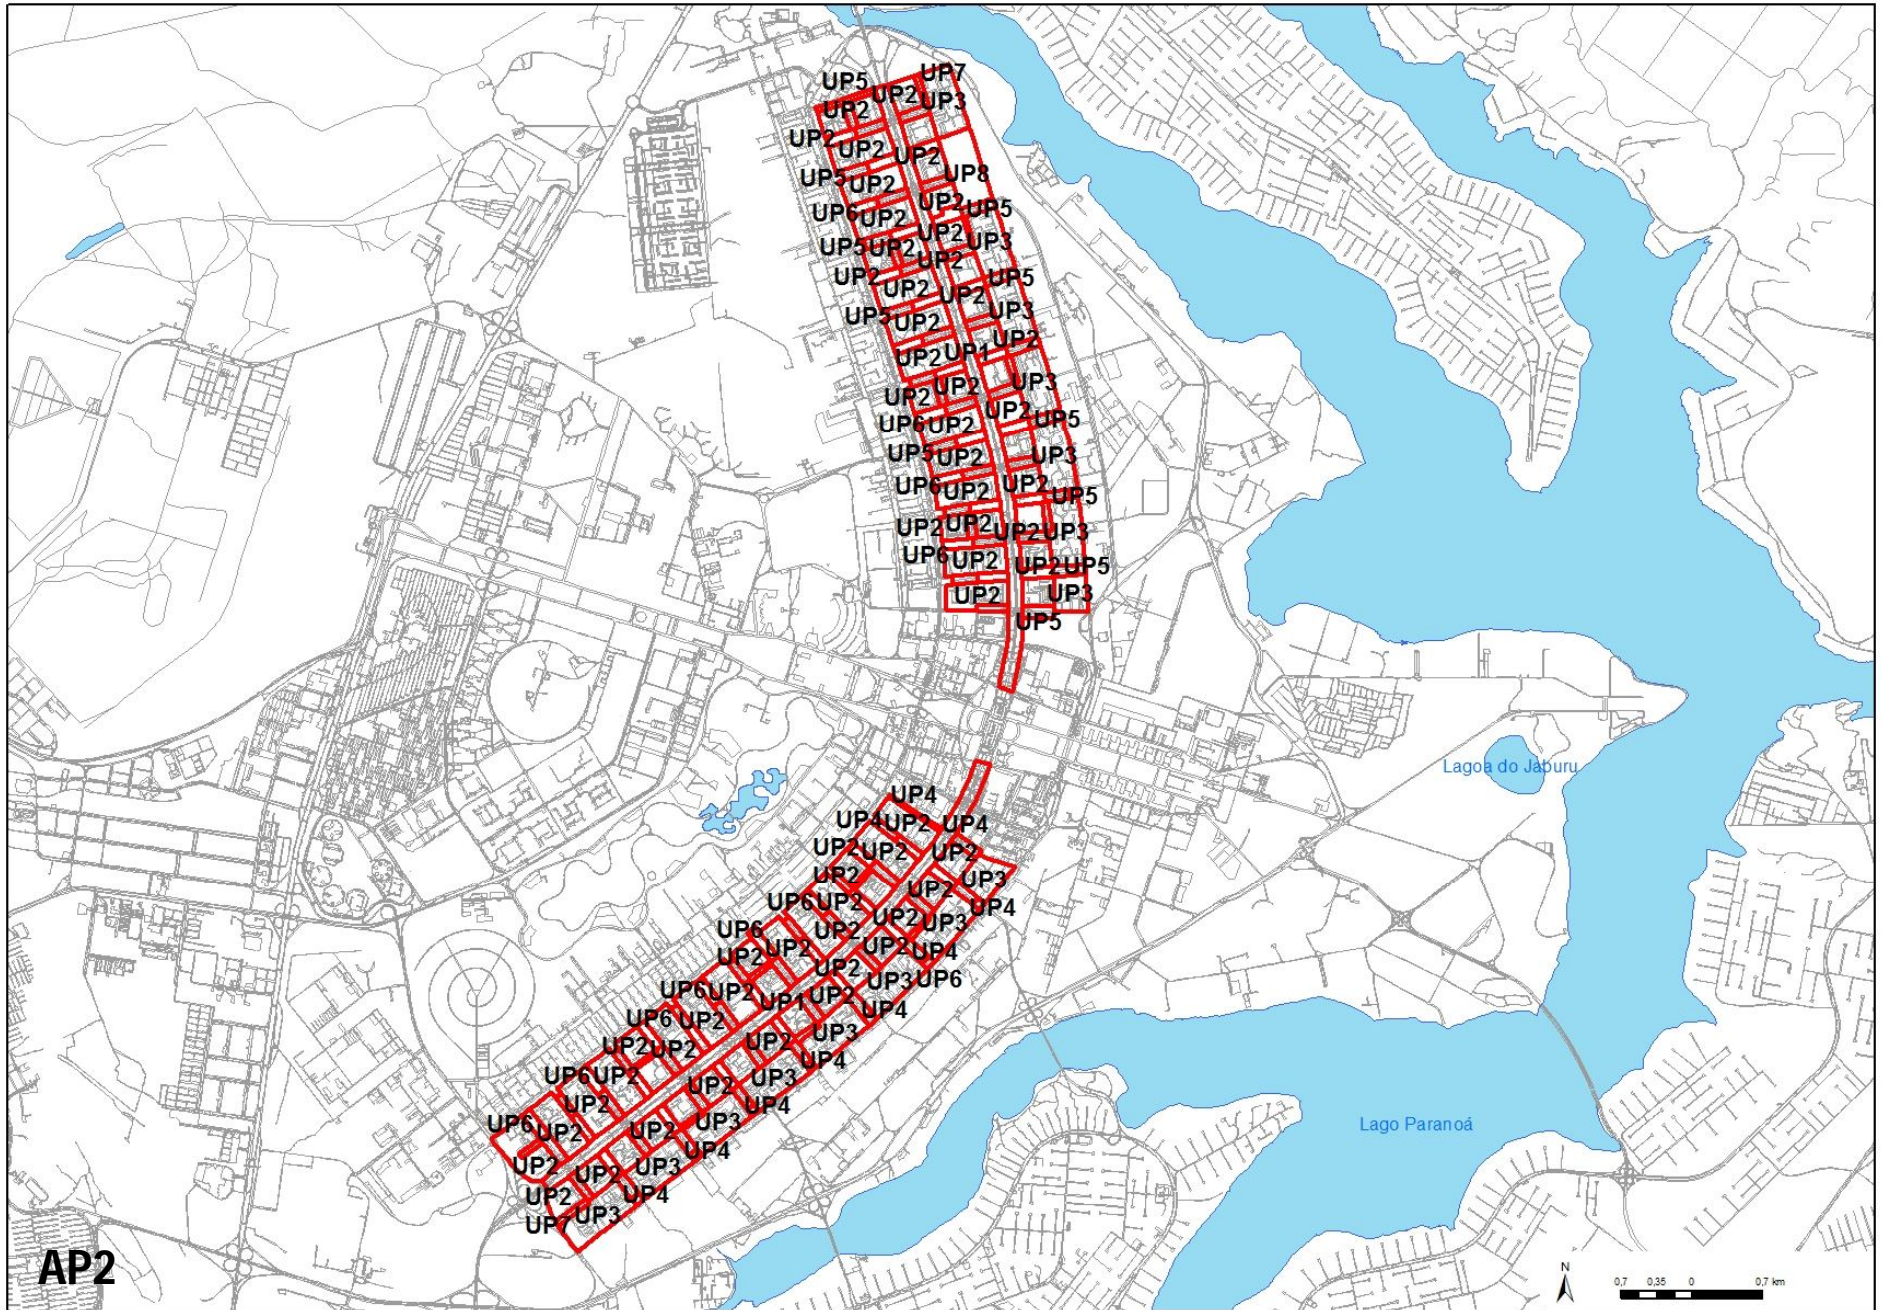 UP7
UP5
UP2
UP3
UP2
UP2
UP2
UP2
UP8
UP5
UP2
UP2 UP5
UP6 UP2
UP2 UP3
UP5 UP2
UP2
UP2 UP5
UP2
UP2
UP3
UP5 UP2
UP2
UP2 UP1
UP3
UP2 UP2
UP2 UP5
UP6 UP2
UP5 UP2 UP3
UP6 UP2
UP2 UP5
UP2 UP2
UP2 UP3
UP6 UP2
UP2 UP5
UP2
UP3
UP5
Lagoa do Jaburu
UP4
UP4 UP2 UP4
UP2 UP2 UP2
UP2 UP3
UP2
UP6 UP2 UP4
UP2
UP6 UP2 UP3
UP2 UP2 UP2 UP4
UP2 UP3 UP6
UP6 UP2 UP1 UP2
UP4
UP6 UP2 UP3
UP2 UP2 UP2 UP4
UP6 UP2 UP2 UP3
UP2 UP4
UP6 UP2 UP2 UP3
Lago Paranoá
UP4
UP2 UP2 UP3
UP2 UP4
UP7 UP3
AP2
N
0,7 0,35 0 0,7 km